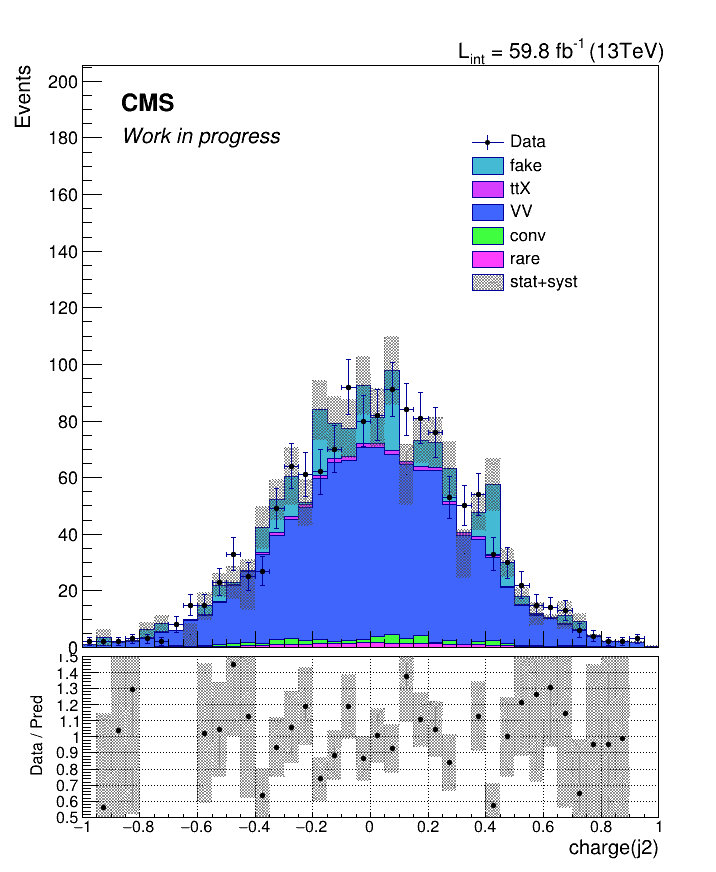 L_int = 59.8 fb^-1 (13TeV)
Events
CMS
Work in progress
Data
fake
ttX
VV
conv
rare
stat+syst
200
180
160
140
120
100
80
60
40
20
0
Data / Pred
1.5
1.4
1.3
1.2
1.1
1
0.9
0.8
0.7
0.6
0.5
−1 −0.8 −0.6 −0.4 −0.2 0 0.2 0.4 0.6 0.8 1
charge(j2)